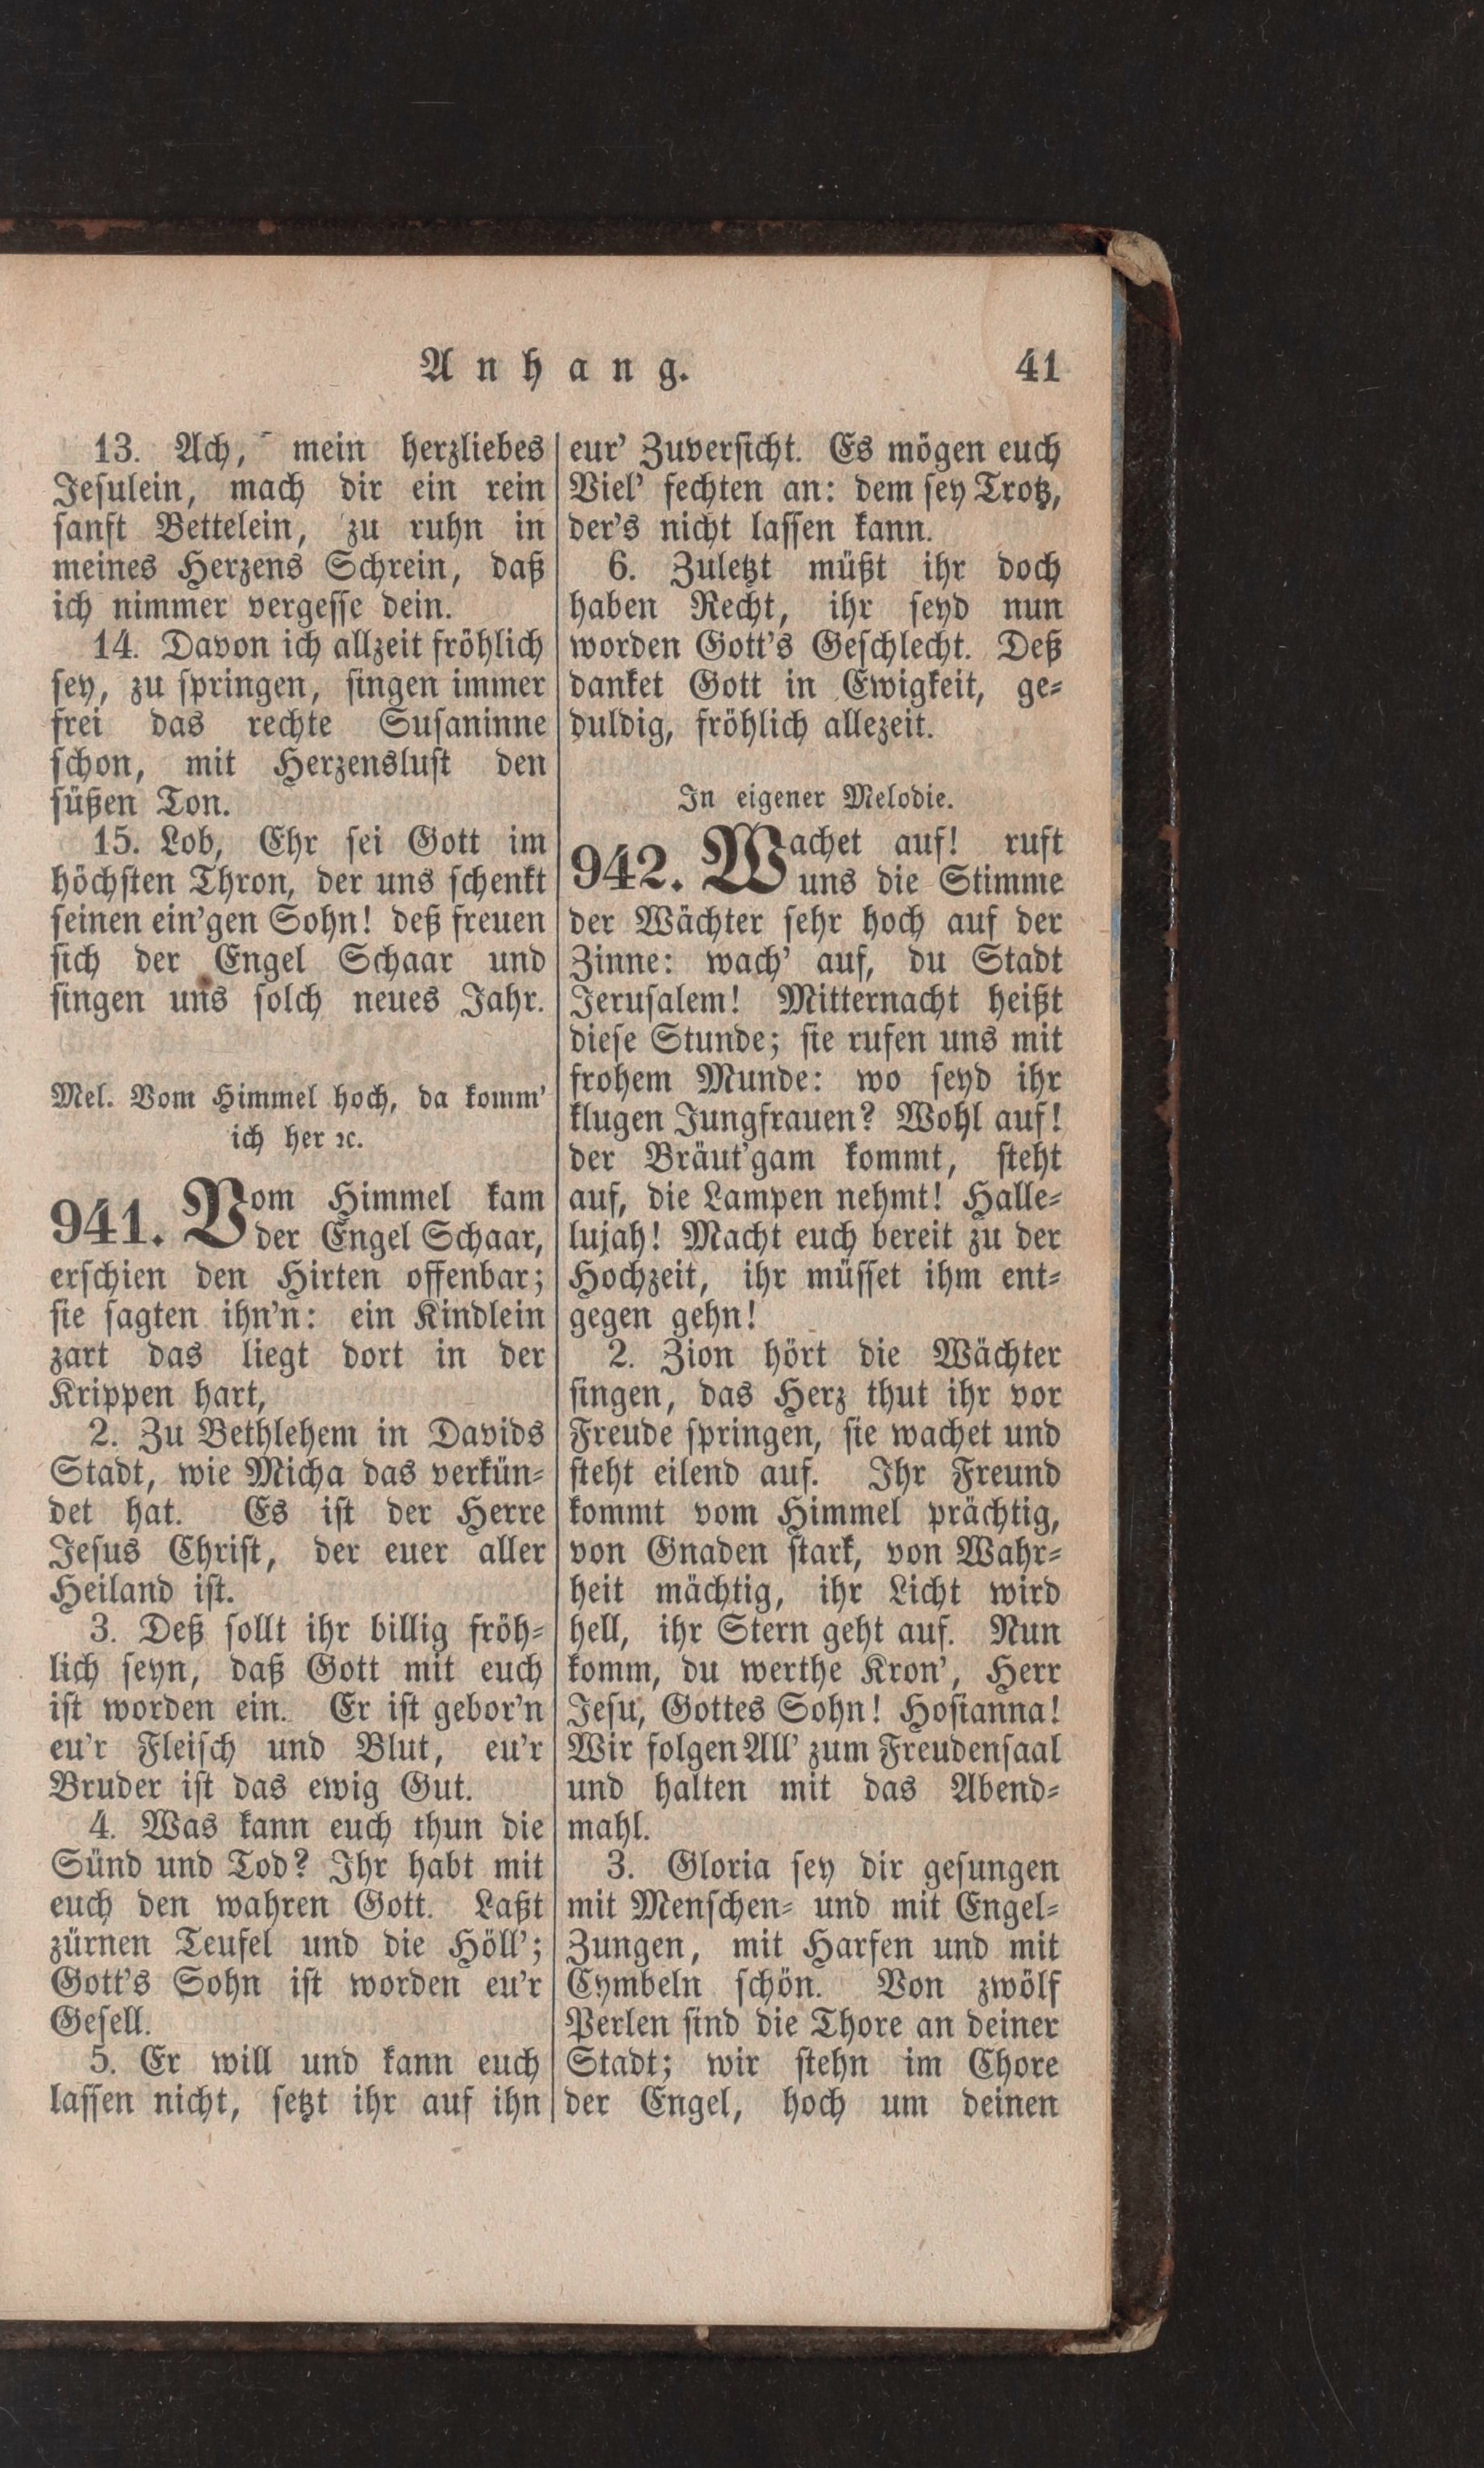 Anhang.
41
13. Ach, mein herzliebes
Jesulein, mach dir ein rein
sanft Bettelein, zu ruhn in
meines Herzens Schrein, daß
ich nimmer vergesse dein.
14. Davon ich allzeit fröhlich
sey, zu springen, singen immer
frei das rechte Susaninne
schon, mit Herzenslust den
süßen Ton.
15. Lob, Ehr sei Gott im
höchsten Thron, der uns schenkt
seinen ein'gen Sohn! deß freuen
sich der Engel Schaar und
singen uns solch neues Jahr.
Mel. Vom Himmel hoch, da komm'
ich her ꝛc.
941. Vom Himmel kam
der Engel Schaar,
erschien den Hirten offenbar;
sie sagten ihn'n: ein Kindlein
zart das liegt dort in der
Krippen hart,
2. Zu Bethlehem in Davids
Stadt, wie Micha das verkün-
det hat. Es ist der Herre
Jesus Christ, der euer aller
Heiland ist.
3. Deß sollt ihr billig fröh-
lich seyn, daß Gott mit euch
ist worden ein. Er ist gebor'n
eu'r Fleisch und Blut, eu'r
Bruder ist das ewig Gut.
4. Was kann euch thun die
Sünd und Tod? Ihr habt mit
euch den wahren Gott. Laßt
zürnen Teufel und die Höll';
Gott's Sohn ist worden eu'r
Gesell.
5. Er will und kann euch
lassen nicht, setzt ihr auf ihn
eur' Zuversicht. Es mögen euch
Viel' fechten an: dem sey Trotz,
der's nicht lassen kann.
6. Zuletzt müßt ihr doch
haben Recht, ihr seyd nun
worden Gott's Geschlecht. Deß
danket Gott in Ewigkeit, ge-
duldig, fröhlich allezeit.
In eigener Melodie.
942. Wachet auf! ruft
uns die Stimme
der Wächter sehr hoch auf der
Zinne: wach' auf, du Stadt
Jerusalem! Mitternacht heißt
diese Stunde; sie rufen uns mit
frohem Munde: wo seyd ihr
klugen Jungfrauen? Wohl auf!
der Bräut'gam kommt, steht
auf, die Lampen nehmt! Halle-
lujah! Macht euch bereit zu der
Hochzeit, ihr müsset ihm ent-
gegen gehn!
2. Zion hört die Wächter
singen, das Herz thut ihr vor
Freude springen, sie wachet und
steht eilend auf. Ihr Freund
kommt vom Himmel prächtig,
von Gnaden stark, von Wahr-
heit mächtig, ihr Licht wird
hell, ihr Stern geht auf. Nun
komm, du werthe Kron', Herr
Jesu, Gottes Sohn! Hosianna!
Wir folgen All' zum Freudensaal
und halten mit das Abend-
mahl.
3. Gloria sey dir gesungen
mit Menschen- und mit Engel-
Zungen, mit Harfen und mit
Cymbeln schön. Von zwölf
Perlen sind die Thore an deiner
Stadt; wir stehn im Chore
der Engel, hoch um deinen